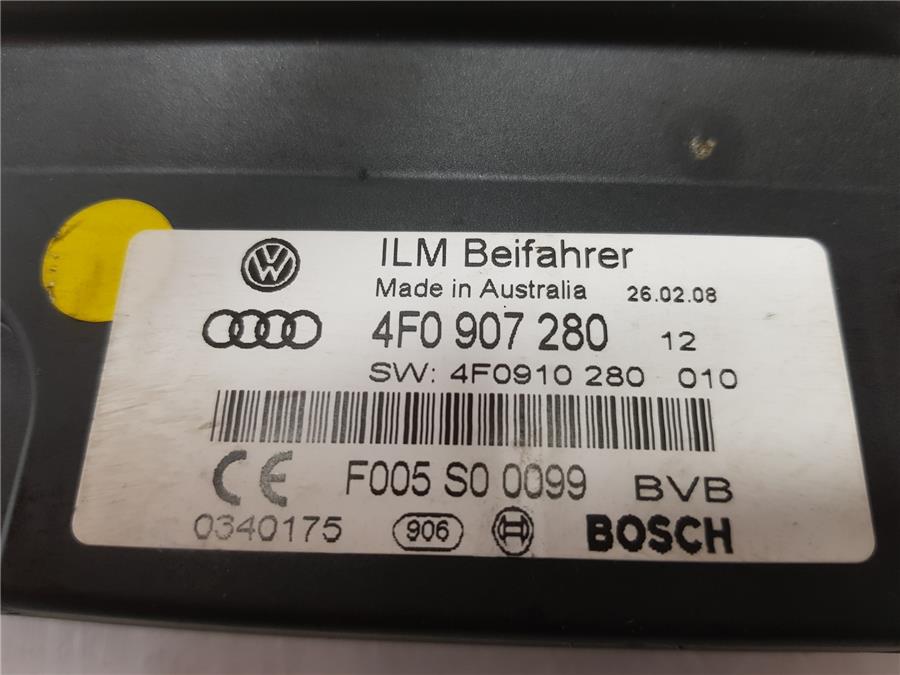 ILM Beifahrer
Made in Australia 26.02.08
4F0 907 280 12
SW: 4F0910 280 010
CE F005 S0 0099 BVB
0340175 906 BOSCH